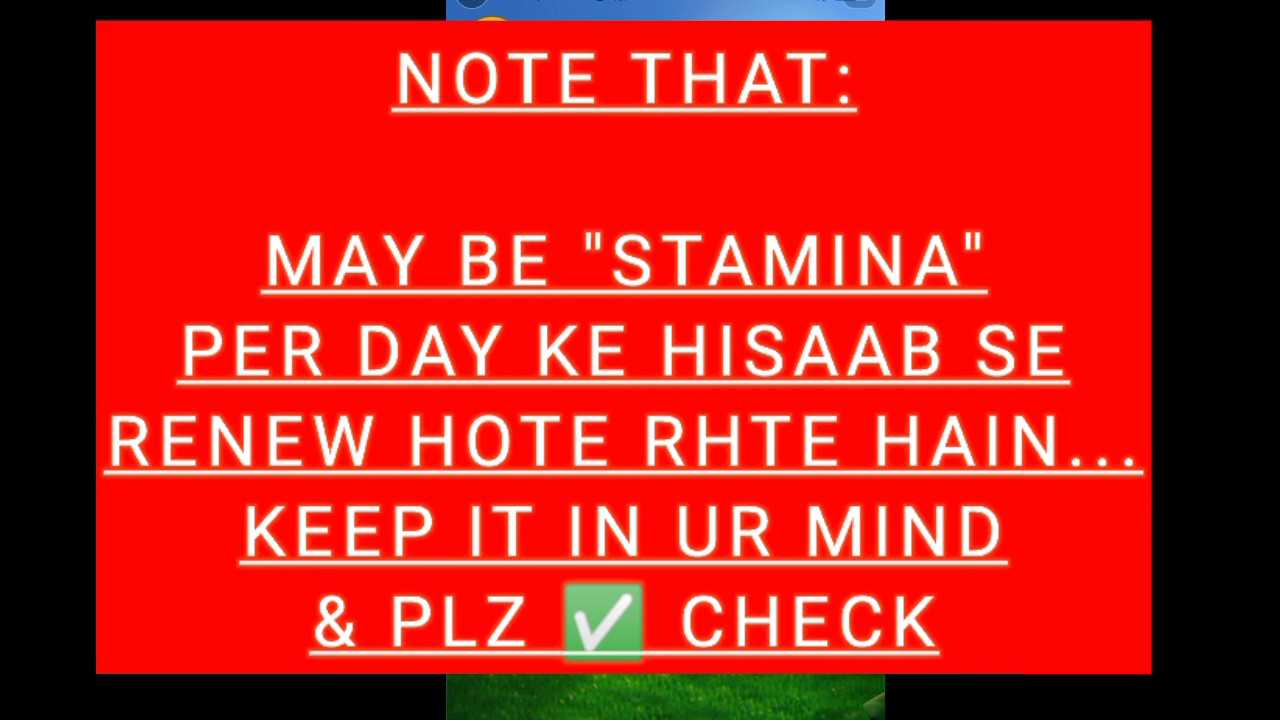 NOTE THAT:
MAY BE "STAMINA"
PER DAY KE HISAAB SE
RENEW HOTE RHTE HAIN...
KEEP IT IN UR MIND
& PLZ ✅ CHECK